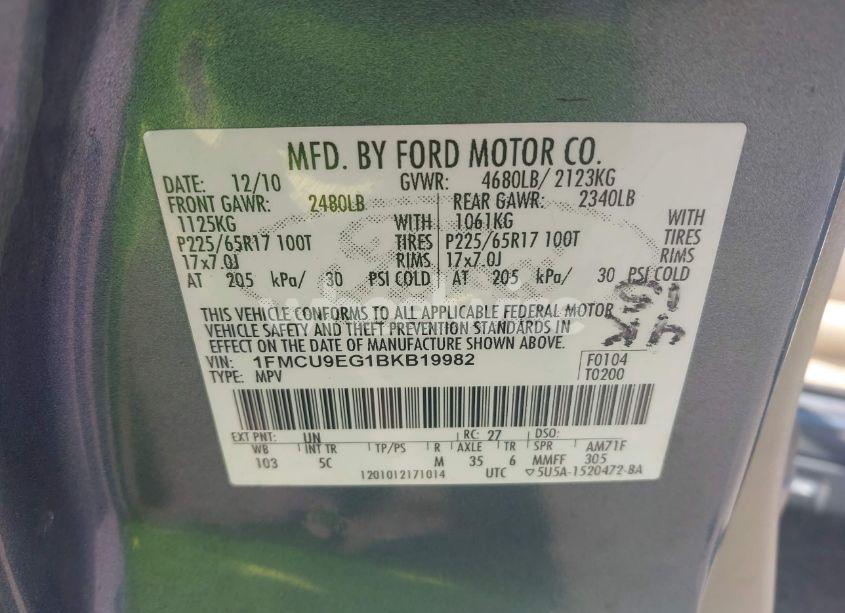 MFD. BY FORD MOTOR CO.
DATE: 12/10 GVWR: 4680LB/ 2123KG
FRONT GAWR: 2480LB REAR GAWR: 2340LB
1125KG WITH 1061KG WITH
P225/65R17 100T TIRES P225/65R17 100T TIRES
17x7.0J RIMS 17x7.0J RIMS
AT 205 kPa/ 30 PSI COLD AT 205 kPa/ 30 PSI COLD
THIS VEHICLE CONFORMS TO ALL APPLICABLE FEDERAL MOTOR
VEHICLE SAFETY AND THEFT PREVENTION STANDARDS IN
EFFECT ON THE DATE OF MANUFACTURE SHOWN ABOVE.
VIN: 1FMCU9EG1BKB19982 F0104
TYPE: MPV T0200
EXT PNT: UN RC: 27 DSO:
WB INT TR TP/PS R AXLE TR SPR AM71F
103 5C M 35 6 MMFF 305
1201012171014 UTC ▽5U5A-1520472-BA